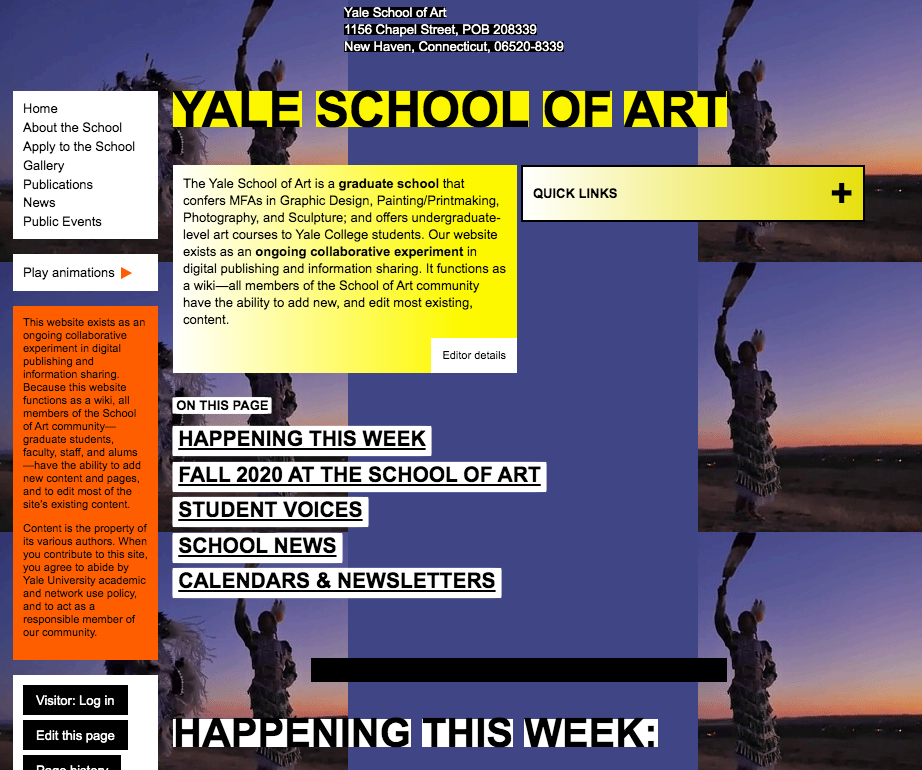 Yale School of Art
1156 Chapel Street, POB 208339
New Haven, Connecticut, 06520-8339
YALE SCHOOL OF ART
Home
About the School
Apply to the School
Gallery
Publications
News
Public Events
Play animations
This website exists as an
ongoing collaborative
experiment in digital
publishing and
information sharing.
Because this website
functions as a wiki, all
members of the School
of Art community—
graduate students,
faculty, staff, and alums
—have the ability to add
new content and pages,
and to edit most of the
site's existing content.
Content is the property of
its various authors. When
you contribute to this site,
you agree to abide by
Yale University academic
and network use policy,
and to act as a
responsible member of
our community.
Visitor: Log in
Edit this page
Page history
The Yale School of Art is a graduate school that
confers MFAs in Graphic Design, Painting/Printmaking,
Photography, and Sculpture; and offers undergraduate-
level art courses to Yale College students. Our website
exists as an ongoing collaborative experiment in
digital publishing and information sharing. It functions as
a wiki—all members of the School of Art community
have the ability to add new, and edit most existing,
content.
Editor details
QUICK LINKS
ON THIS PAGE
HAPPENING THIS WEEK
FALL 2020 AT THE SCHOOL OF ART
STUDENT VOICES
SCHOOL NEWS
CALENDARS & NEWSLETTERS
HAPPENING THIS WEEK: